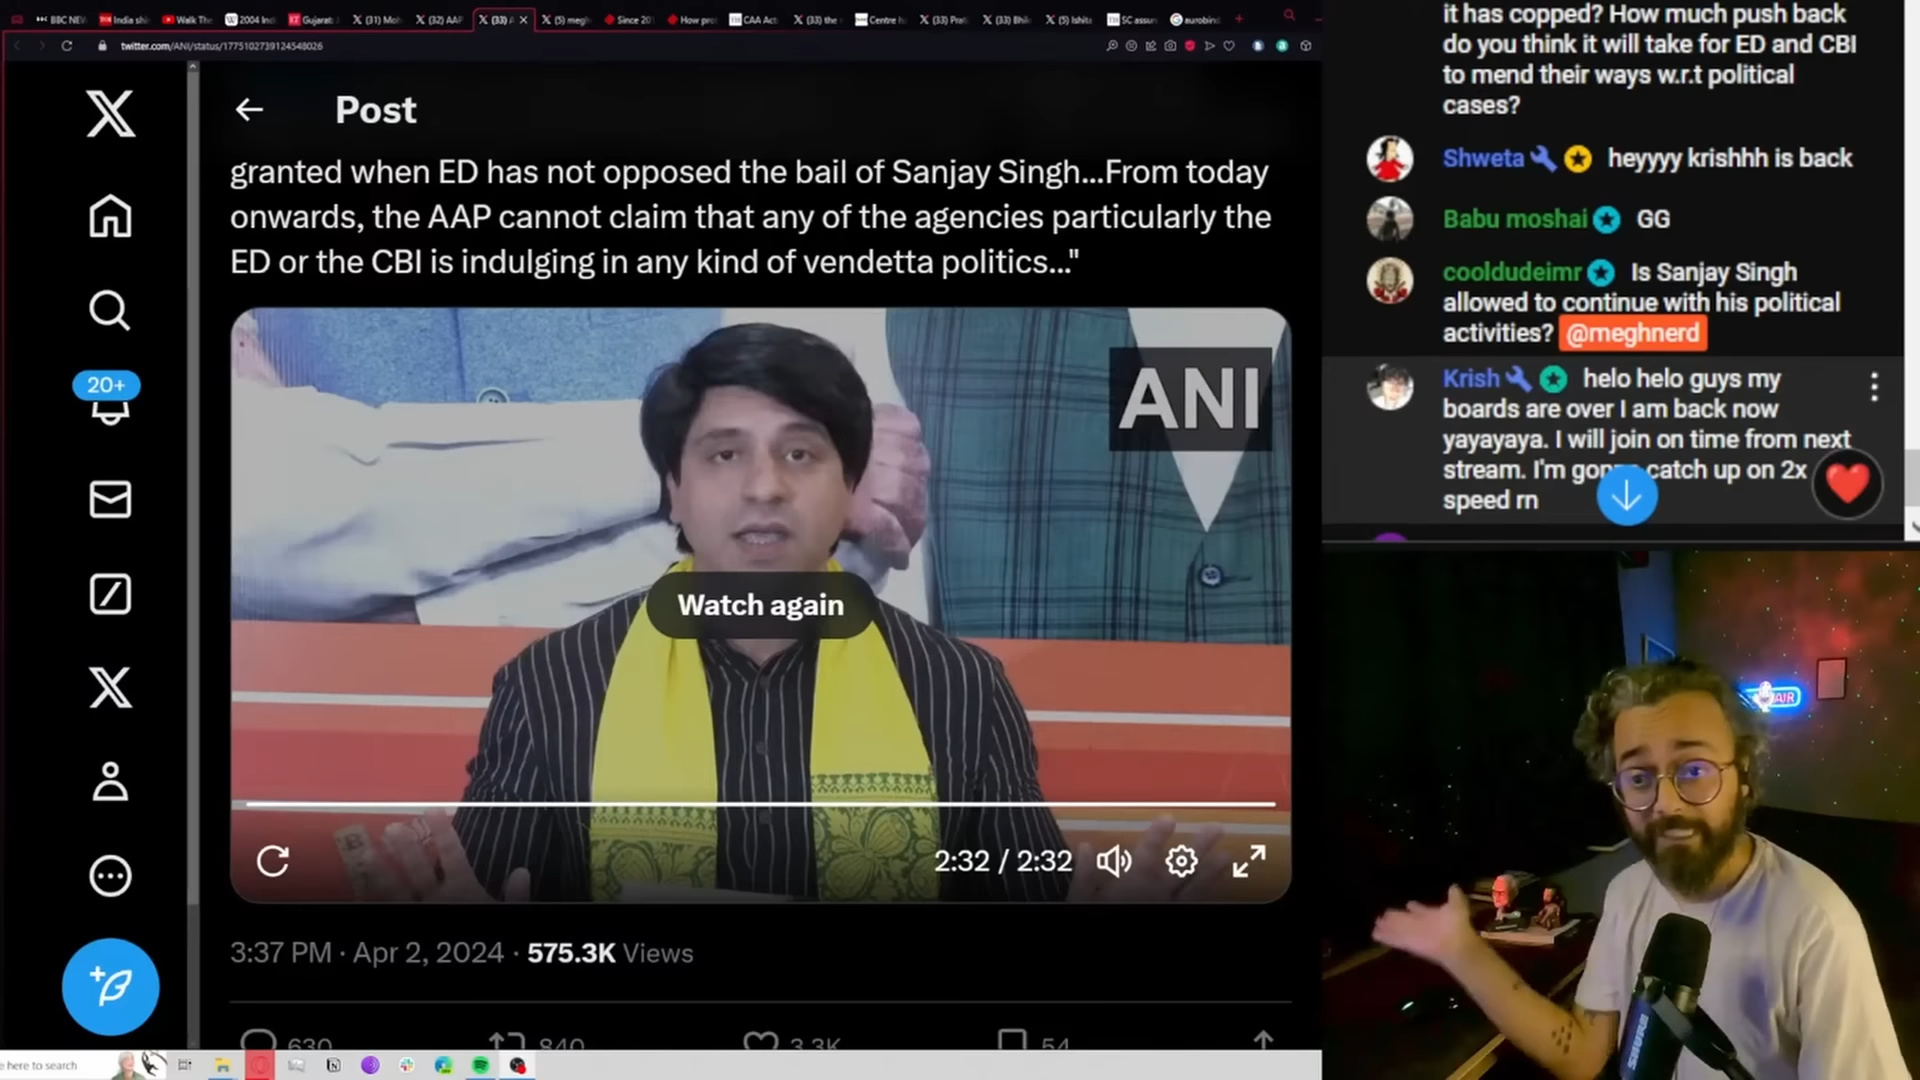 BBC NEW
India sh
Walk The
2004 Ind
Gujarat:
(31) Moh
(32) AAP
(33)
(5) megh
Since 20
How pro
CAA Act
(33) the
Centre h
(33) Prat
(33) Bhil
(5) Ishita
SC assur
aurobind
twitter.com/ANI/status/1775102739124548026
Post
granted when ED has not opposed the bail of Sanjay Singh...From today
onwards, the AAP cannot claim that any of the agencies particularly the
ED or the CBI is indulging in any kind of vendetta politics..."
20+
ANI
Watch again
2:32 / 2:32
3:37 PM · Apr 2, 2024 · 575.3K Views
630
840
3.3K
54
e here to search
it has copped? How much push back
do you think it will take for ED and CBI
to mend their ways w.r.t political
cases?
Shweta heyyyy krishhh is back
Babu moshai GG
cooldudeimr Is Sanjay Singh
allowed to continue with his political
activities? @meghnerd
Krish helo helo guys my
boards are over I am back now
yayayaya. I will join on time from next
stream. I'm catch up on 2x
speed rn
AIR
SHURE